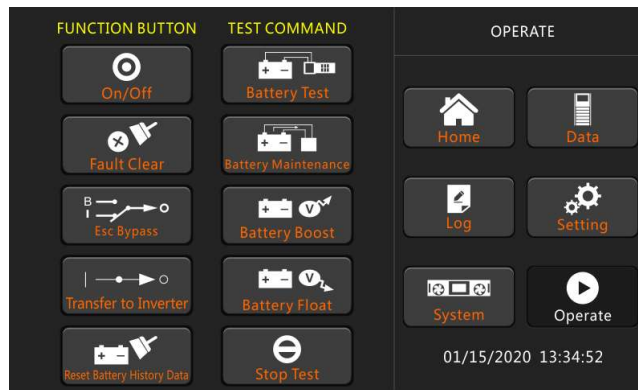 FUNCTION BUTTON
TEST COMMAND
OPERATE
On/Off
Battery Test
Home
Data
Fault Clear
Battery Maintenance
B
I
Esc Bypass
V
Battery Boost
Log
Setting
Transfer to Inverter
V
Battery Float
System
Operate
Reset Battery History Data
Stop Test
01/15/2020 13:34:52